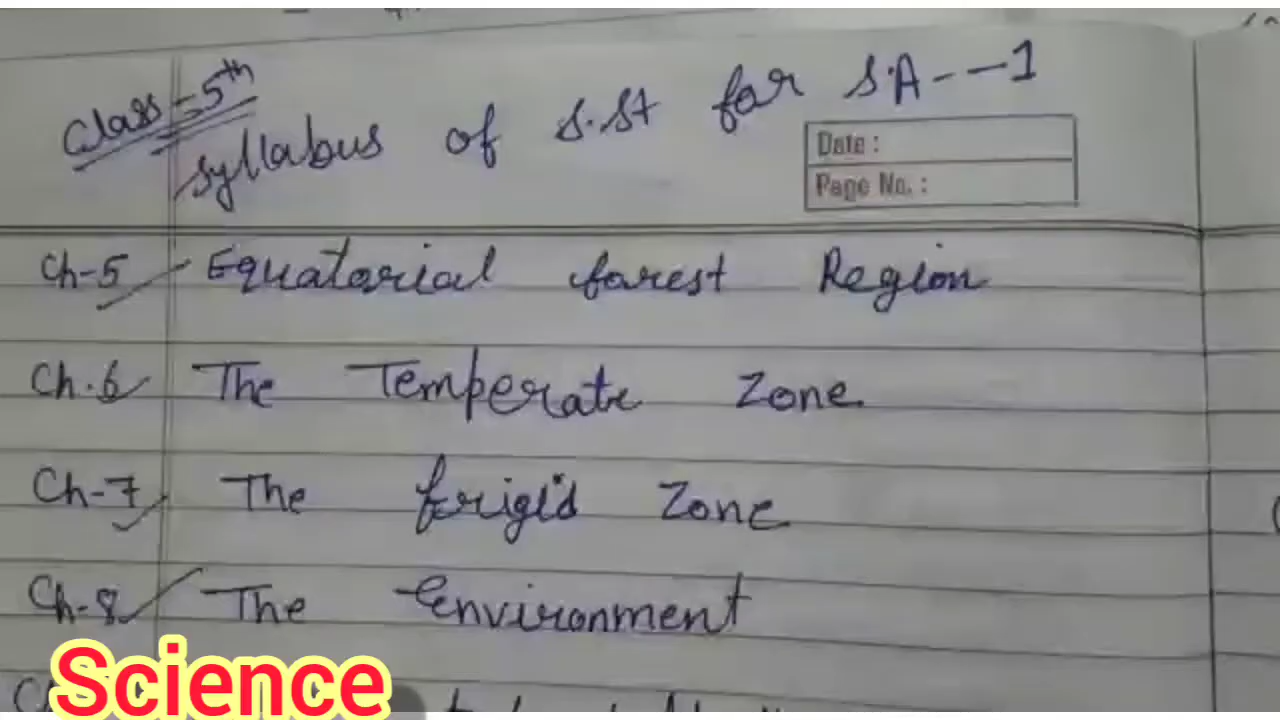 Class-5th
Syllabus of S.St for S.A--1
Date :
Page No. :
Ch-5 Equatorial forest Region
Ch.6 The Temperate Zone
Ch-7 The frigid Zone
Ch-8 The Environment
Science